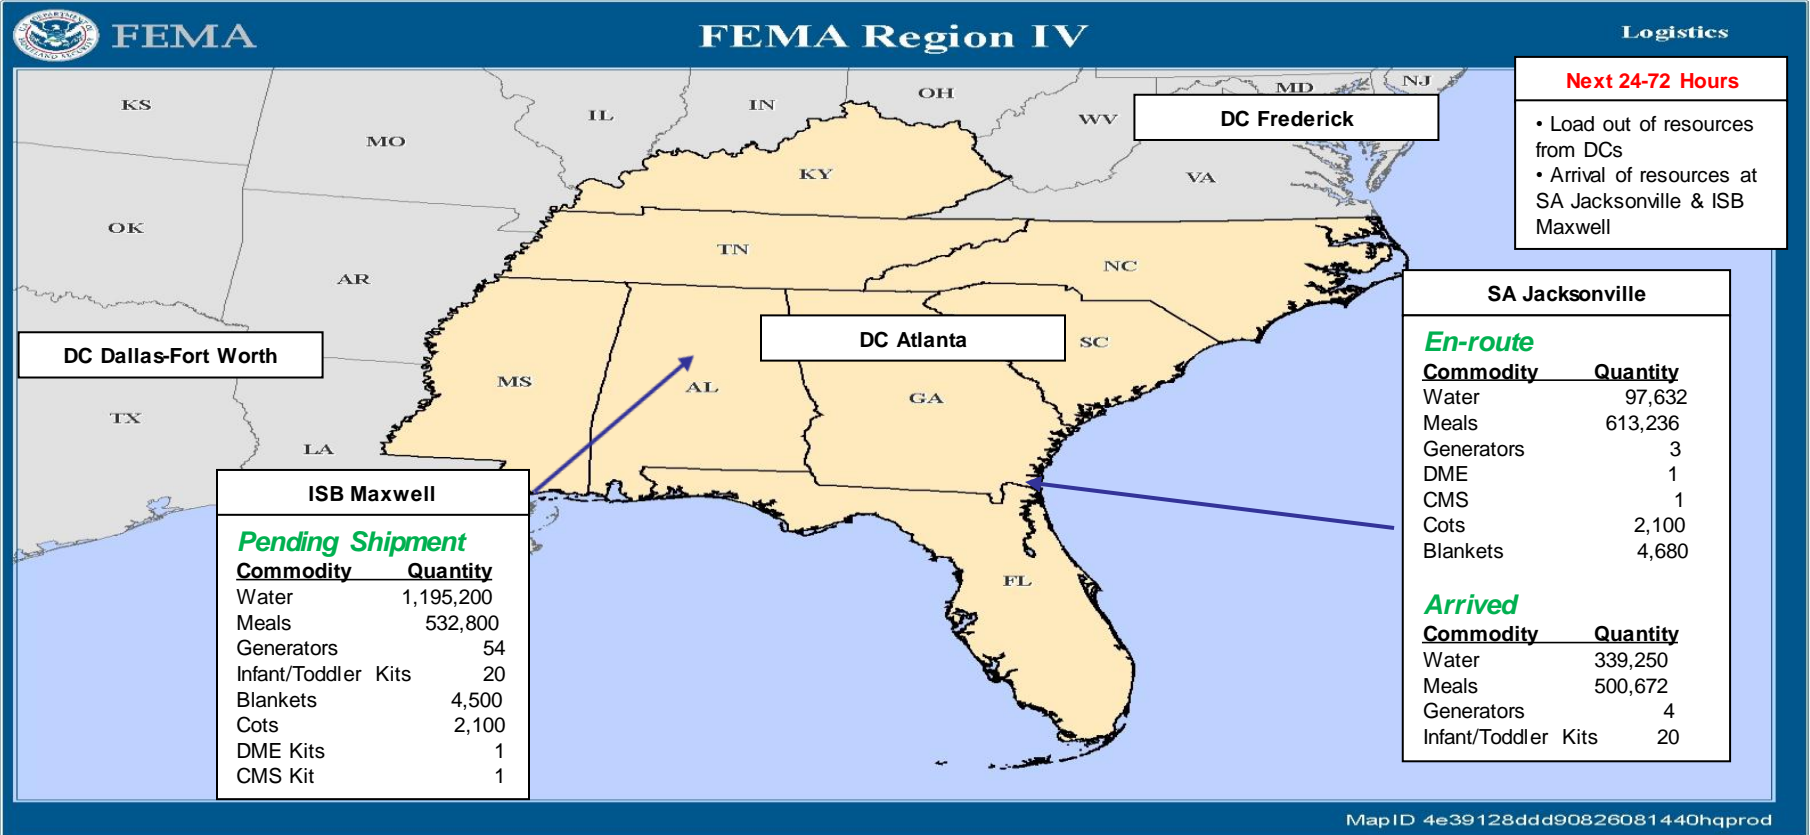 FEMA
FEMA Region IV
Logistics
Next 24-72 Hours
• Load out of resources
from DCs
• Arrival of resources at
SA Jacksonville & ISB
Maxwell
KS
MO
IL
IN
OH
WV
MD
NJ
DC Frederick
KY
VA
OK
AR
TN
NC
DC Dallas-Fort Worth
DC Atlanta
SC
TX
LA
MS
AL
GA
FL
SA Jacksonville
En-route
Commodity Quantity
Water 97,632
Meals 613,236
Generators 3
DME 1
CMS 1
Cots 2,100
Blankets 4,680
Arrived
Commodity Quantity
Water 339,250
Meals 500,672
Generators 4
Infant/Toddler Kits 20
ISB Maxwell
Pending Shipment
Commodity Quantity
Water 1,195,200
Meals 532,800
Generators 54
Infant/Toddler Kits 20
Blankets 4,500
Cots 2,100
DME Kits 1
CMS Kit 1
MapID 4e39128ddd90826081440hqprod